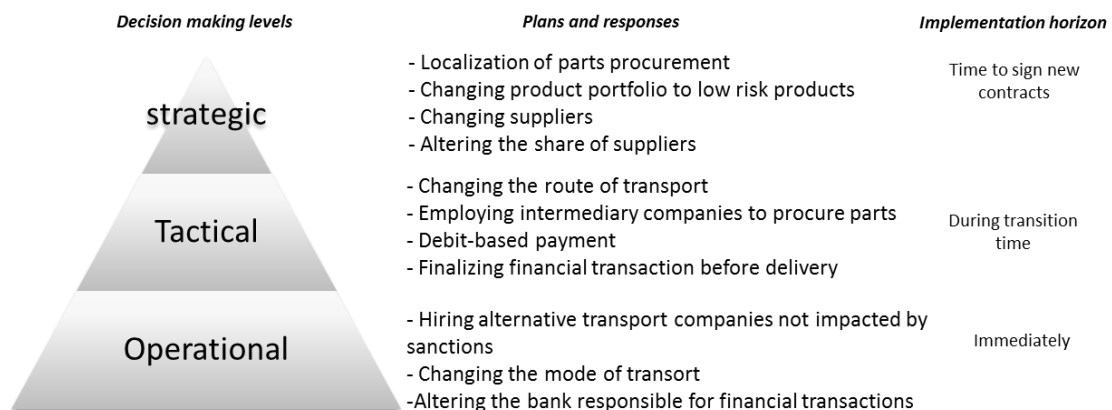 Decision making levels
Plans and responses
Implementation horizon
strategic
- Localization of parts procurement
- Changing product portfolio to low risk products
- Changing suppliers
- Altering the share of suppliers
Time to sign new
contracts
Tactical
- Changing the route of transport
- Employing intermediary companies to procure parts
- Debit-based payment
- Finalizing financial transaction before delivery
During transition
time
Operational
- Hiring alternative transport companies not impacted by
sanctions
- Changing the mode of transort
-Altering the bank responsible for financial transactions
Immediately